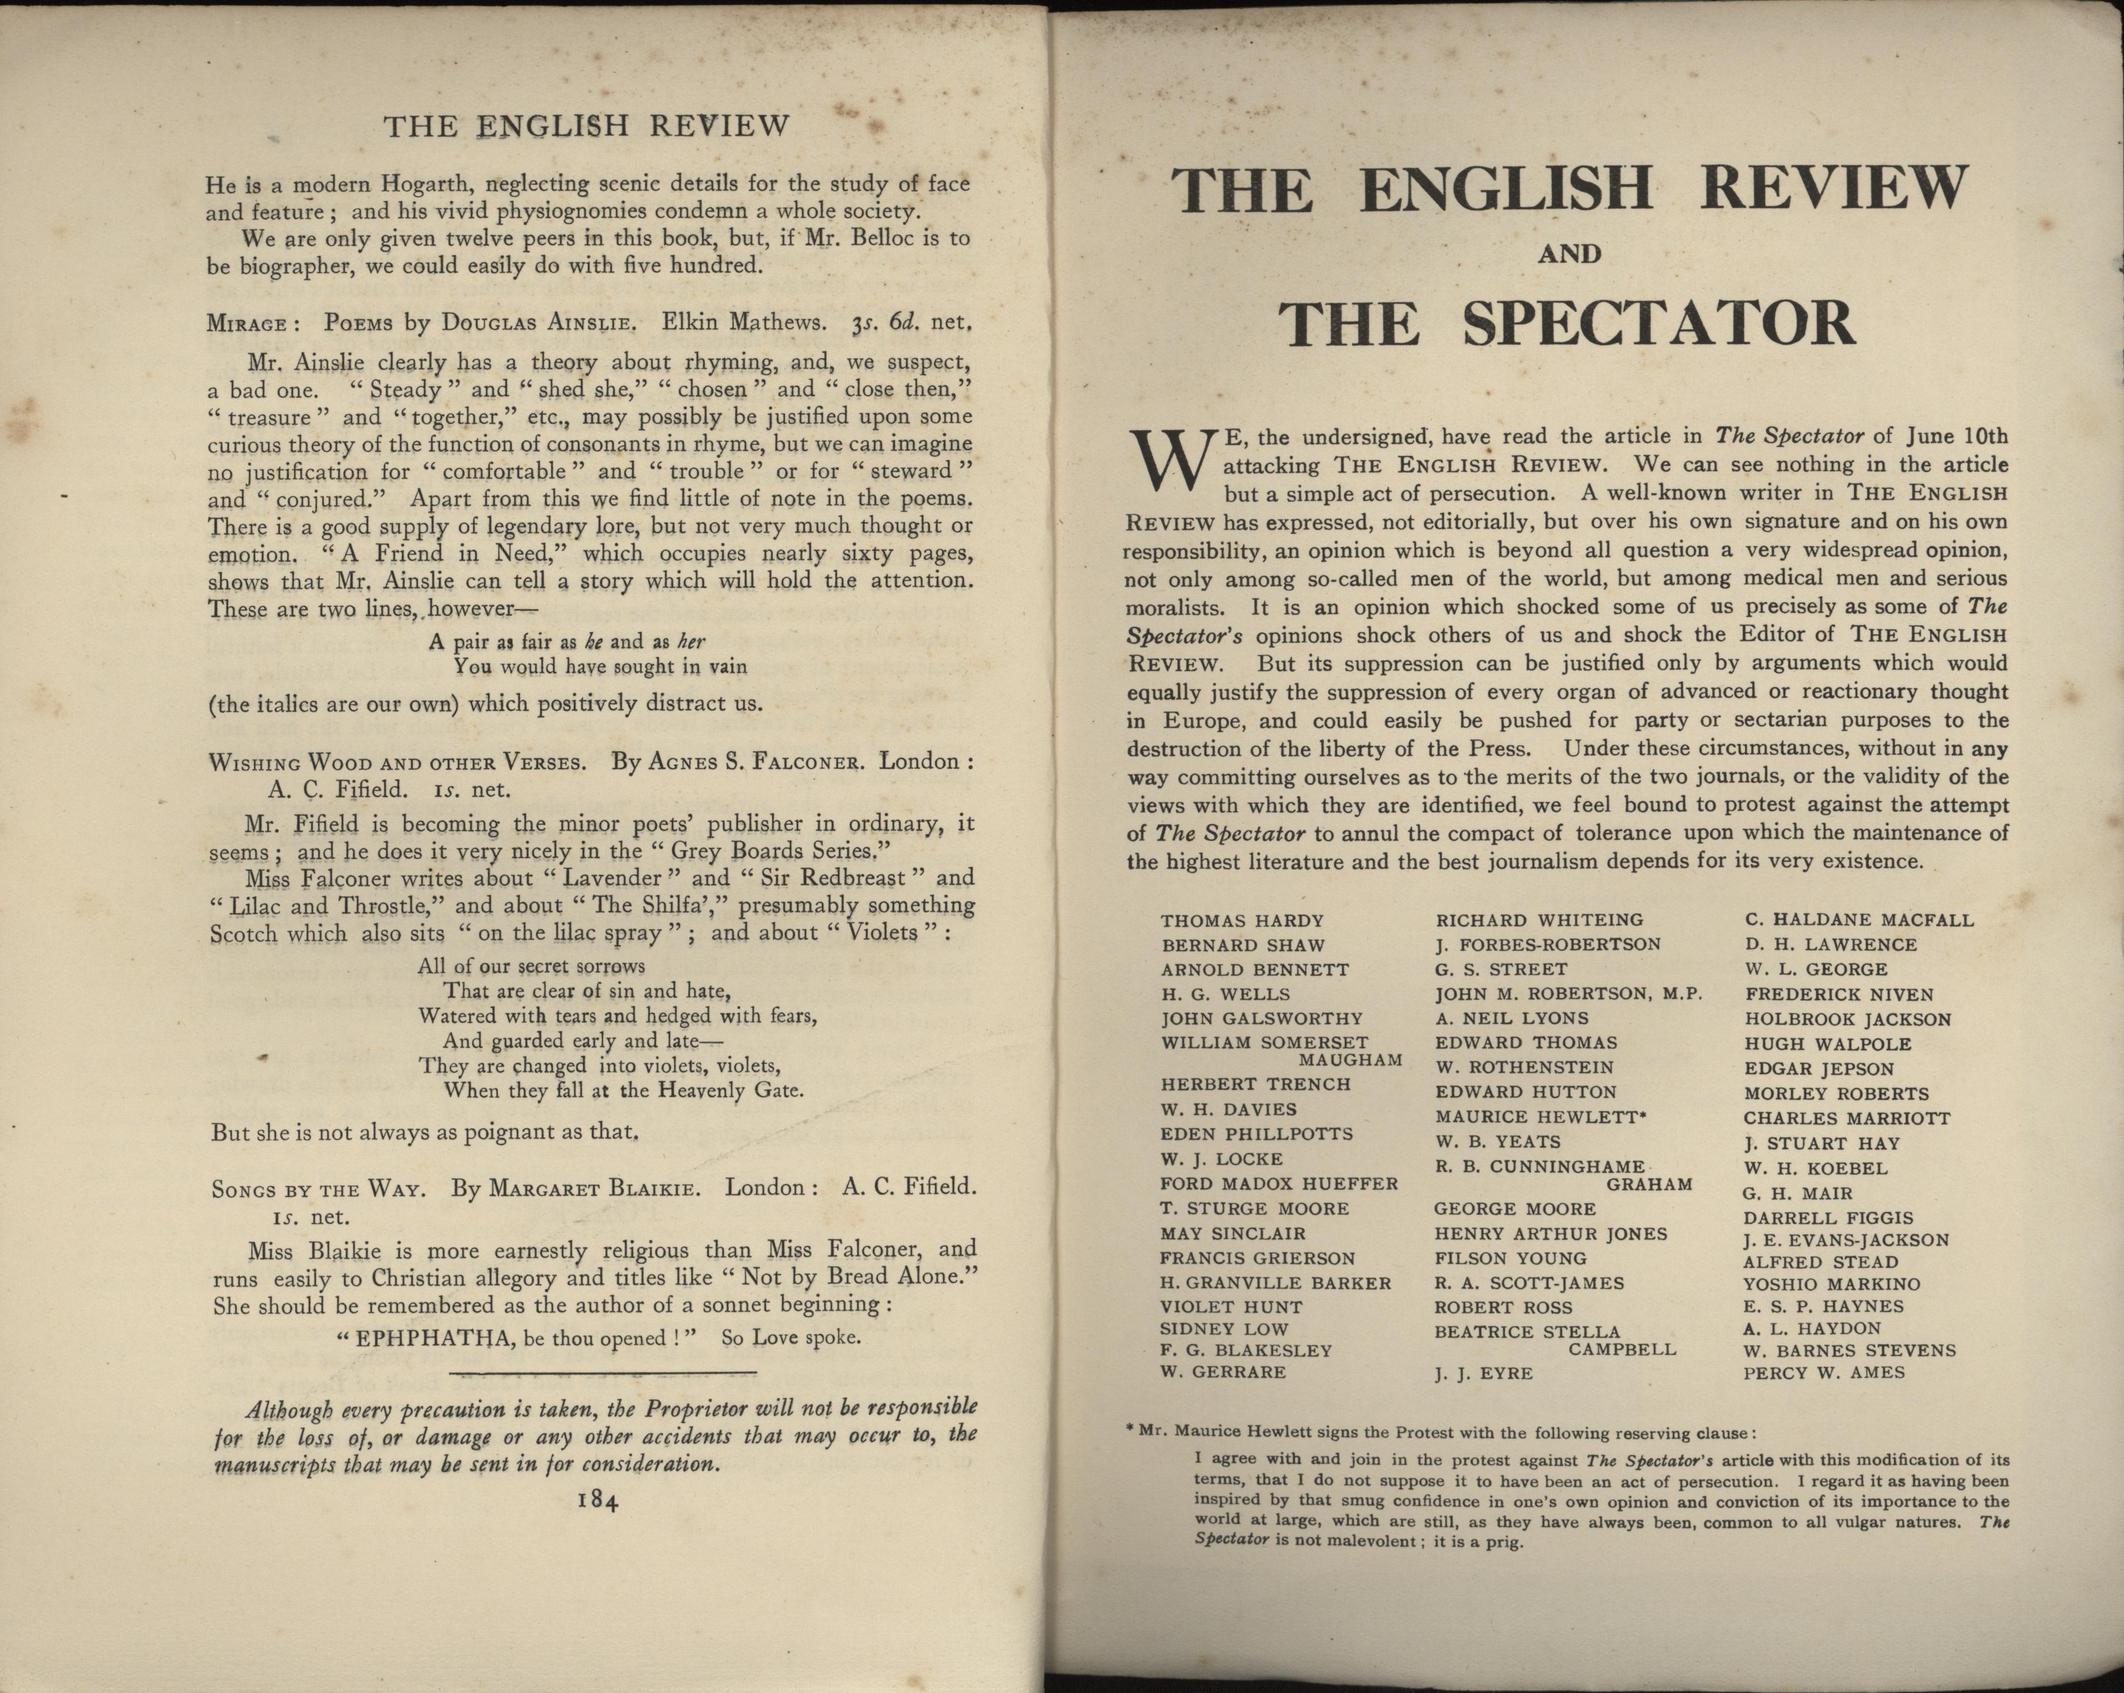 THE ENGLISH REVIEW
He is a modern Hogarth, neglecting scenic details for the study of face
and feature ; and his vivid physiognomies condemn a whole society.
We are only given twelve peers in this book, but, if Mr. Belloc is to
be biographer, we could easily do with five hundred.
MIRAGE : POEMS by DOUGLAS AINSLIE. Elkin Mathews. 3s. 6d. net.
Mr. Ainslie clearly has a theory about rhyming, and, we suspect,
a bad one. “ Steady ” and “ shed she,” “ chosen ” and “ close then,”
“ treasure ” and “ together,” etc., may possibly be justified upon some
curious theory of the function of consonants in rhyme, but we can imagine
no justification for “ comfortable ” and “ trouble ” or for “ steward ”
and “ conjured.” Apart from this we find little of note in the poems.
There is a good supply of legendary lore, but not very much thought or
emotion. “ A Friend in Need,” which occupies nearly sixty pages,
shows that Mr. Ainslie can tell a story which will hold the attention.
These are two lines, however—
A pair as fair as he and as her
You would have sought in vain
(the italics are our own) which positively distract us.
WISHING WOOD AND OTHER VERSES. By AGNES S. FALCONER. London :
A. C. Fifield. 1s. net.
Mr. Fifield is becoming the minor poets’ publisher in ordinary, it
seems ; and he does it very nicely in the “ Grey Boards Series.”
Miss Falconer writes about “ Lavender ” and “ Sir Redbreast ” and
“ Lilac and Throstle,” and about “ The Shilfa’,” presumably something
Scotch which also sits “ on the lilac spray ” ; and about “ Violets ” :
All of our secret sorrows
That are clear of sin and hate,
Watered with tears and hedged with fears,
And guarded early and late—
They are changed into violets, violets,
When they fall at the Heavenly Gate.
But she is not always as poignant as that.
SONGS BY THE WAY. By MARGARET BLAIKIE. London : A. C. Fifield.
1s. net.
Miss Blaikie is more earnestly religious than Miss Falconer, and
runs easily to Christian allegory and titles like “ Not by Bread Alone.”
She should be remembered as the author of a sonnet beginning :
“ EPHPHATHA, be thou opened ! ” So Love spoke.
Although every precaution is taken, the Proprietor will not be responsible
for the loss of, or damage or any other accidents that may occur to, the
manuscripts that may be sent in for consideration.
184
THE ENGLISH REVIEW
AND
THE SPECTATOR
WE, the undersigned, have read the article in The Spectator of June 10th
attacking THE ENGLISH REVIEW. We can see nothing in the article
but a simple act of persecution. A well-known writer in THE ENGLISH
REVIEW has expressed, not editorially, but over his own signature and on his own
responsibility, an opinion which is beyond all question a very widespread opinion,
not only among so-called men of the world, but among medical men and serious
moralists. It is an opinion which shocked some of us precisely as some of The
Spectator's opinions shock others of us and shock the Editor of THE ENGLISH
REVIEW. But its suppression can be justified only by arguments which would
equally justify the suppression of every organ of advanced or reactionary thought
in Europe, and could easily be pushed for party or sectarian purposes to the
destruction of the liberty of the Press. Under these circumstances, without in any
way committing ourselves as to the merits of the two journals, or the validity of the
views with which they are identified, we feel bound to protest against the attempt
of The Spectator to annul the compact of tolerance upon which the maintenance of
the highest literature and the best journalism depends for its very existence.
THOMAS HARDY
BERNARD SHAW
ARNOLD BENNETT
H. G. WELLS
JOHN GALSWORTHY
WILLIAM SOMERSET
MAUGHAM
HERBERT TRENCH
W. H. DAVIES
EDEN PHILLPOTTS
W. J. LOCKE
FORD MADOX HUEFFER
T. STURGE MOORE
MAY SINCLAIR
FRANCIS GRIERSON
H. GRANVILLE BARKER
VIOLET HUNT
SIDNEY LOW
F. G. BLAKESLEY
W. GERRARE
RICHARD WHITEING
J. FORBES-ROBERTSON
G. S. STREET
JOHN M. ROBERTSON, M.P.
A. NEIL LYONS
EDWARD THOMAS
W. ROTHENSTEIN
EDWARD HUTTON
MAURICE HEWLETT*
W. B. YEATS
R. B. CUNNINGHAME
GRAHAM
GEORGE MOORE
HENRY ARTHUR JONES
FILSON YOUNG
R. A. SCOTT-JAMES
ROBERT ROSS
BEATRICE STELLA
CAMPBELL
J. J. EYRE
C. HALDANE MACFALL
D. H. LAWRENCE
W. L. GEORGE
FREDERICK NIVEN
HOLBROOK JACKSON
HUGH WALPOLE
EDGAR JEPSON
MORLEY ROBERTS
CHARLES MARRIOTT
J. STUART HAY
W. H. KOEBEL
G. H. MAIR
DARRELL FIGGIS
J. E. EVANS-JACKSON
ALFRED STEAD
YOSHIO MARKINO
E. S. P. HAYNES
A. L. HAYDON
W. BARNES STEVENS
PERCY W. AMES
* Mr. Maurice Hewlett signs the Protest with the following reserving clause :
I agree with and join in the protest against The Spectator's article with this modification of its
terms, that I do not suppose it to have been an act of persecution. I regard it as having been
inspired by that smug confidence in one's own opinion and conviction of its importance to the
world at large, which are still, as they have always been, common to all vulgar natures. The
Spectator is not malevolent ; it is a prig.